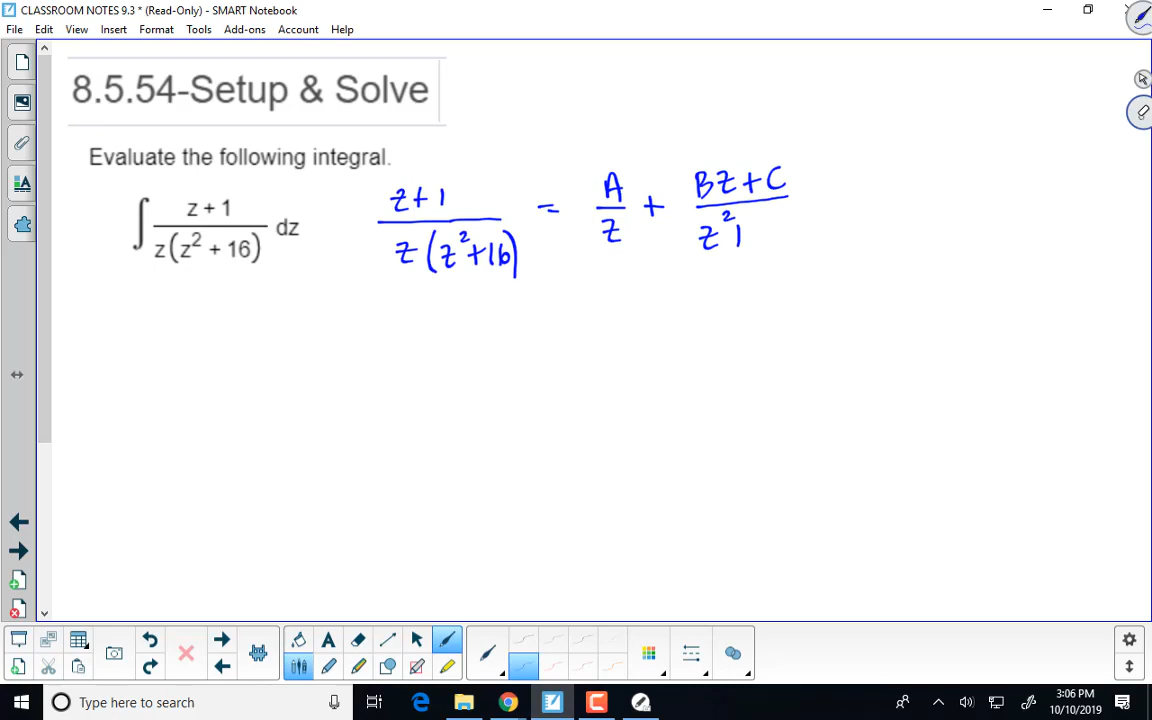 CLASSROOM NOTES 9.3 * (Read-Only) - SMART Notebook
File Edit View Insert Format Tools Add-ons Account Help
8.5.54-Setup & Solve
Evaluate the following integral.
∫ (z + 1)/(z(z² + 16)) dz
(z+1)/(z(z²+16)) = A/z + (Bz+C)/(z² 1
A
Type here to search
3:06 PM
10/10/2019